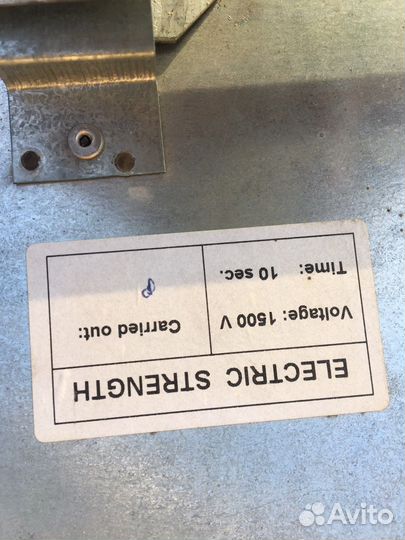 ELECTRIC STRENGTH
Voltage: 1500 V
Time: 10 sec.
Carried out:
Avito